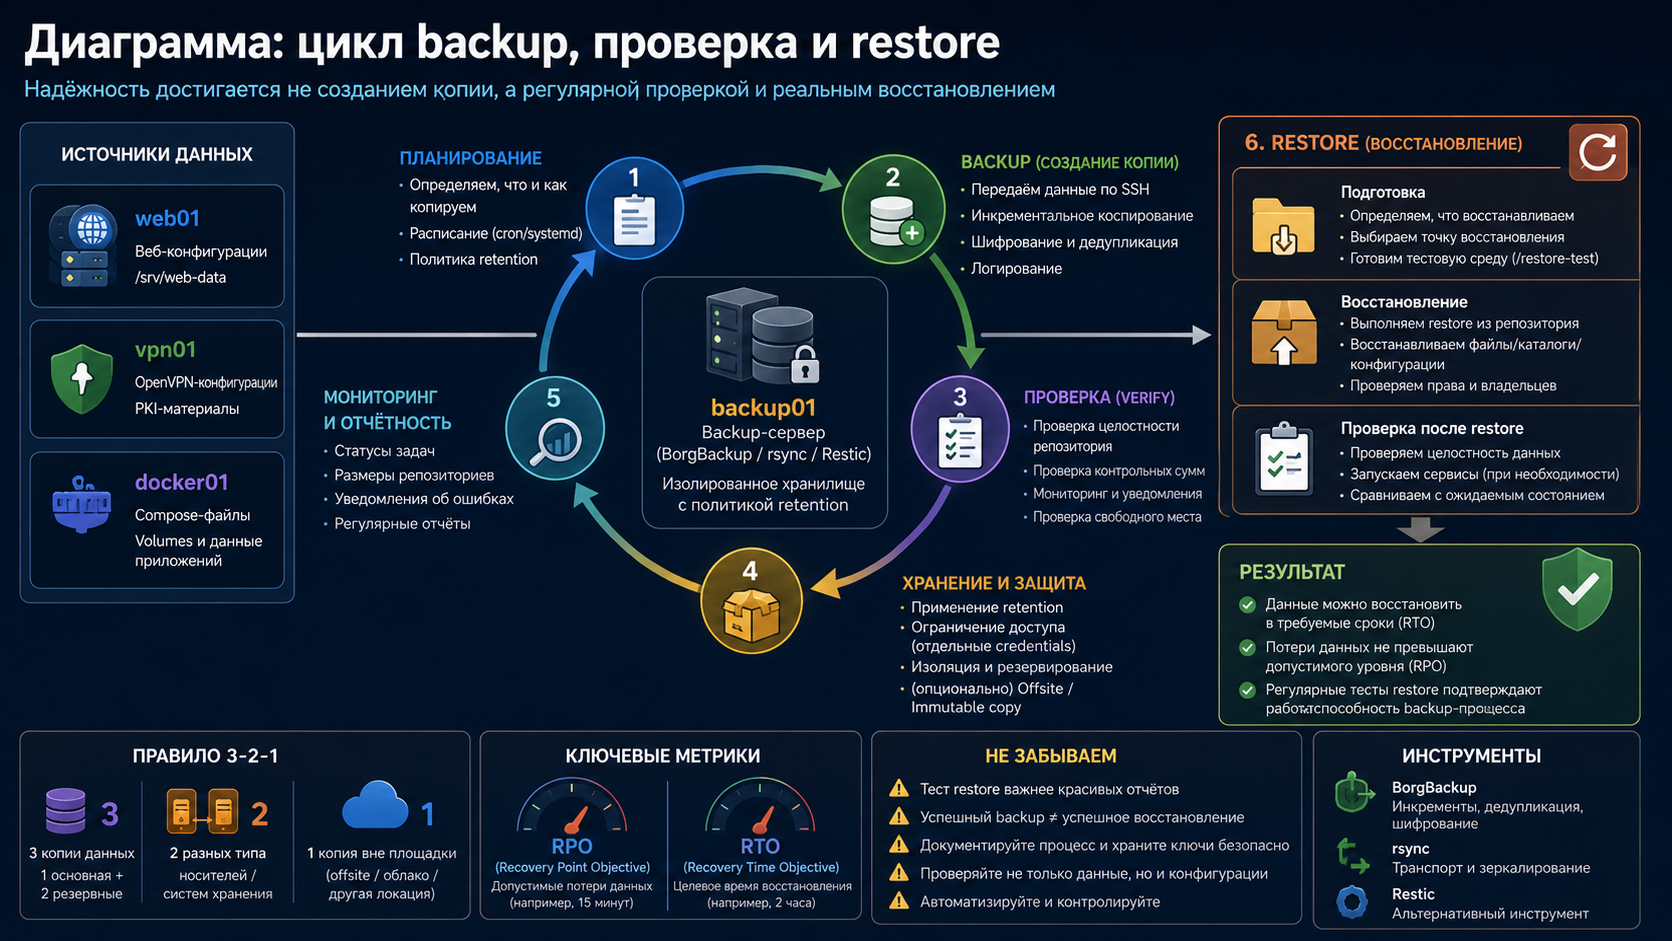 Диаграмма: цикл backup, проверка и restore
Надёжность достигается не созданием копии, а регулярной проверкой и реальным восстановлением
ИСТОЧНИКИ ДАННЫХ
web01
Веб-конфигурации
/srv/web-data
vpn01
OpenVPN-конфигурации
PKI-материалы
docker01
Compose-файлы
Volumes и данные
приложений
ПЛАНИРОВАНИЕ
• Определяем, что и как
копируем
• Расписание (cron/systemd)
• Политика retention
1
2
BACKUP (СОЗДАНИЕ КОПИИ)
• Передаём данные по SSH
• Инкрементальное коспирование
• Шифрование и дедупликация
• Логирование
backup01
Backup-сервер
(BorgBackup / rsync / Restic)
Изолированное хранилище
с политикой retention
3
ПРОВЕРКА (VERIFY)
• Проверка целостности
репозитория
• Проверка контрольных сумм
• Мониторинг и уведомления
• Проверка свободного места
4
ХРАНЕНИЕ И ЗАЩИТА
• Применение retention
• Ограничение доступа
(отдельные credentials)
• Изоляция и резервирование
• (опционально) Offsite /
Immutable copy
5
МОНИТОРИНГ
И ОТЧЁТНОСТЬ
• Статусы задач
• Размеры репозиториев
• Уведомления об ошибках
• Регулярные отчёты
6. RESTORE (ВОССТАНОВЛЕНИЕ)
Подготовка
• Определяем, что восстанавливаем
• Выбираем точку восстановления
• Готовим тестовую среду (/restore-test)
Восстановление
• Выполняем restore из репозитория
• Восстанавливаем файлы/каталоги/
конфигурации
• Проверяем права и владельцев
Проверка после restore
• Проверяем целостность данных
• Запускаем сервисы (при необходимости)
• Сравниваем с ожидаемым состоянием
РЕЗУЛЬТАТ
Данные можно восстановить
в требуемые сроки (RTO)
Потери данных не превышают
допустимого уровня (RPO)
Регулярные тесты restore подтверждают
работспособность backup-процесса
ПРАВИЛО 3-2-1
3
3 копии данных
1 основная +
2 резервные
2
2 разных типа
носителей /
систем хранения
1
1 копия вне площадки
(offsite / облако /
другая локация)
КЛЮЧЕВЫЕ МЕТРИКИ
RPO
(Recovery Point Objective)
Допустимые потери данных
(например, 15 минут)
RTO
(Recovery Time Objective)
Целевое время восстановления
(например, 2 часа)
НЕ ЗАБЫВАЕМ
Тест restore важнее красивых отчётов
Успешный backup ≠ успешное восстановление
Документируйте процесс и храните ключи безопасно
Проверяйте не только данные, но и конфигурации
Автоматизируйте и контролируйте
ИНСТРУМЕНТЫ
BorgBackup
Инкременты, дедупликация,
шифрование
rsync
Транспорт и зеркалирование
Restic
Альтернативный инструмент